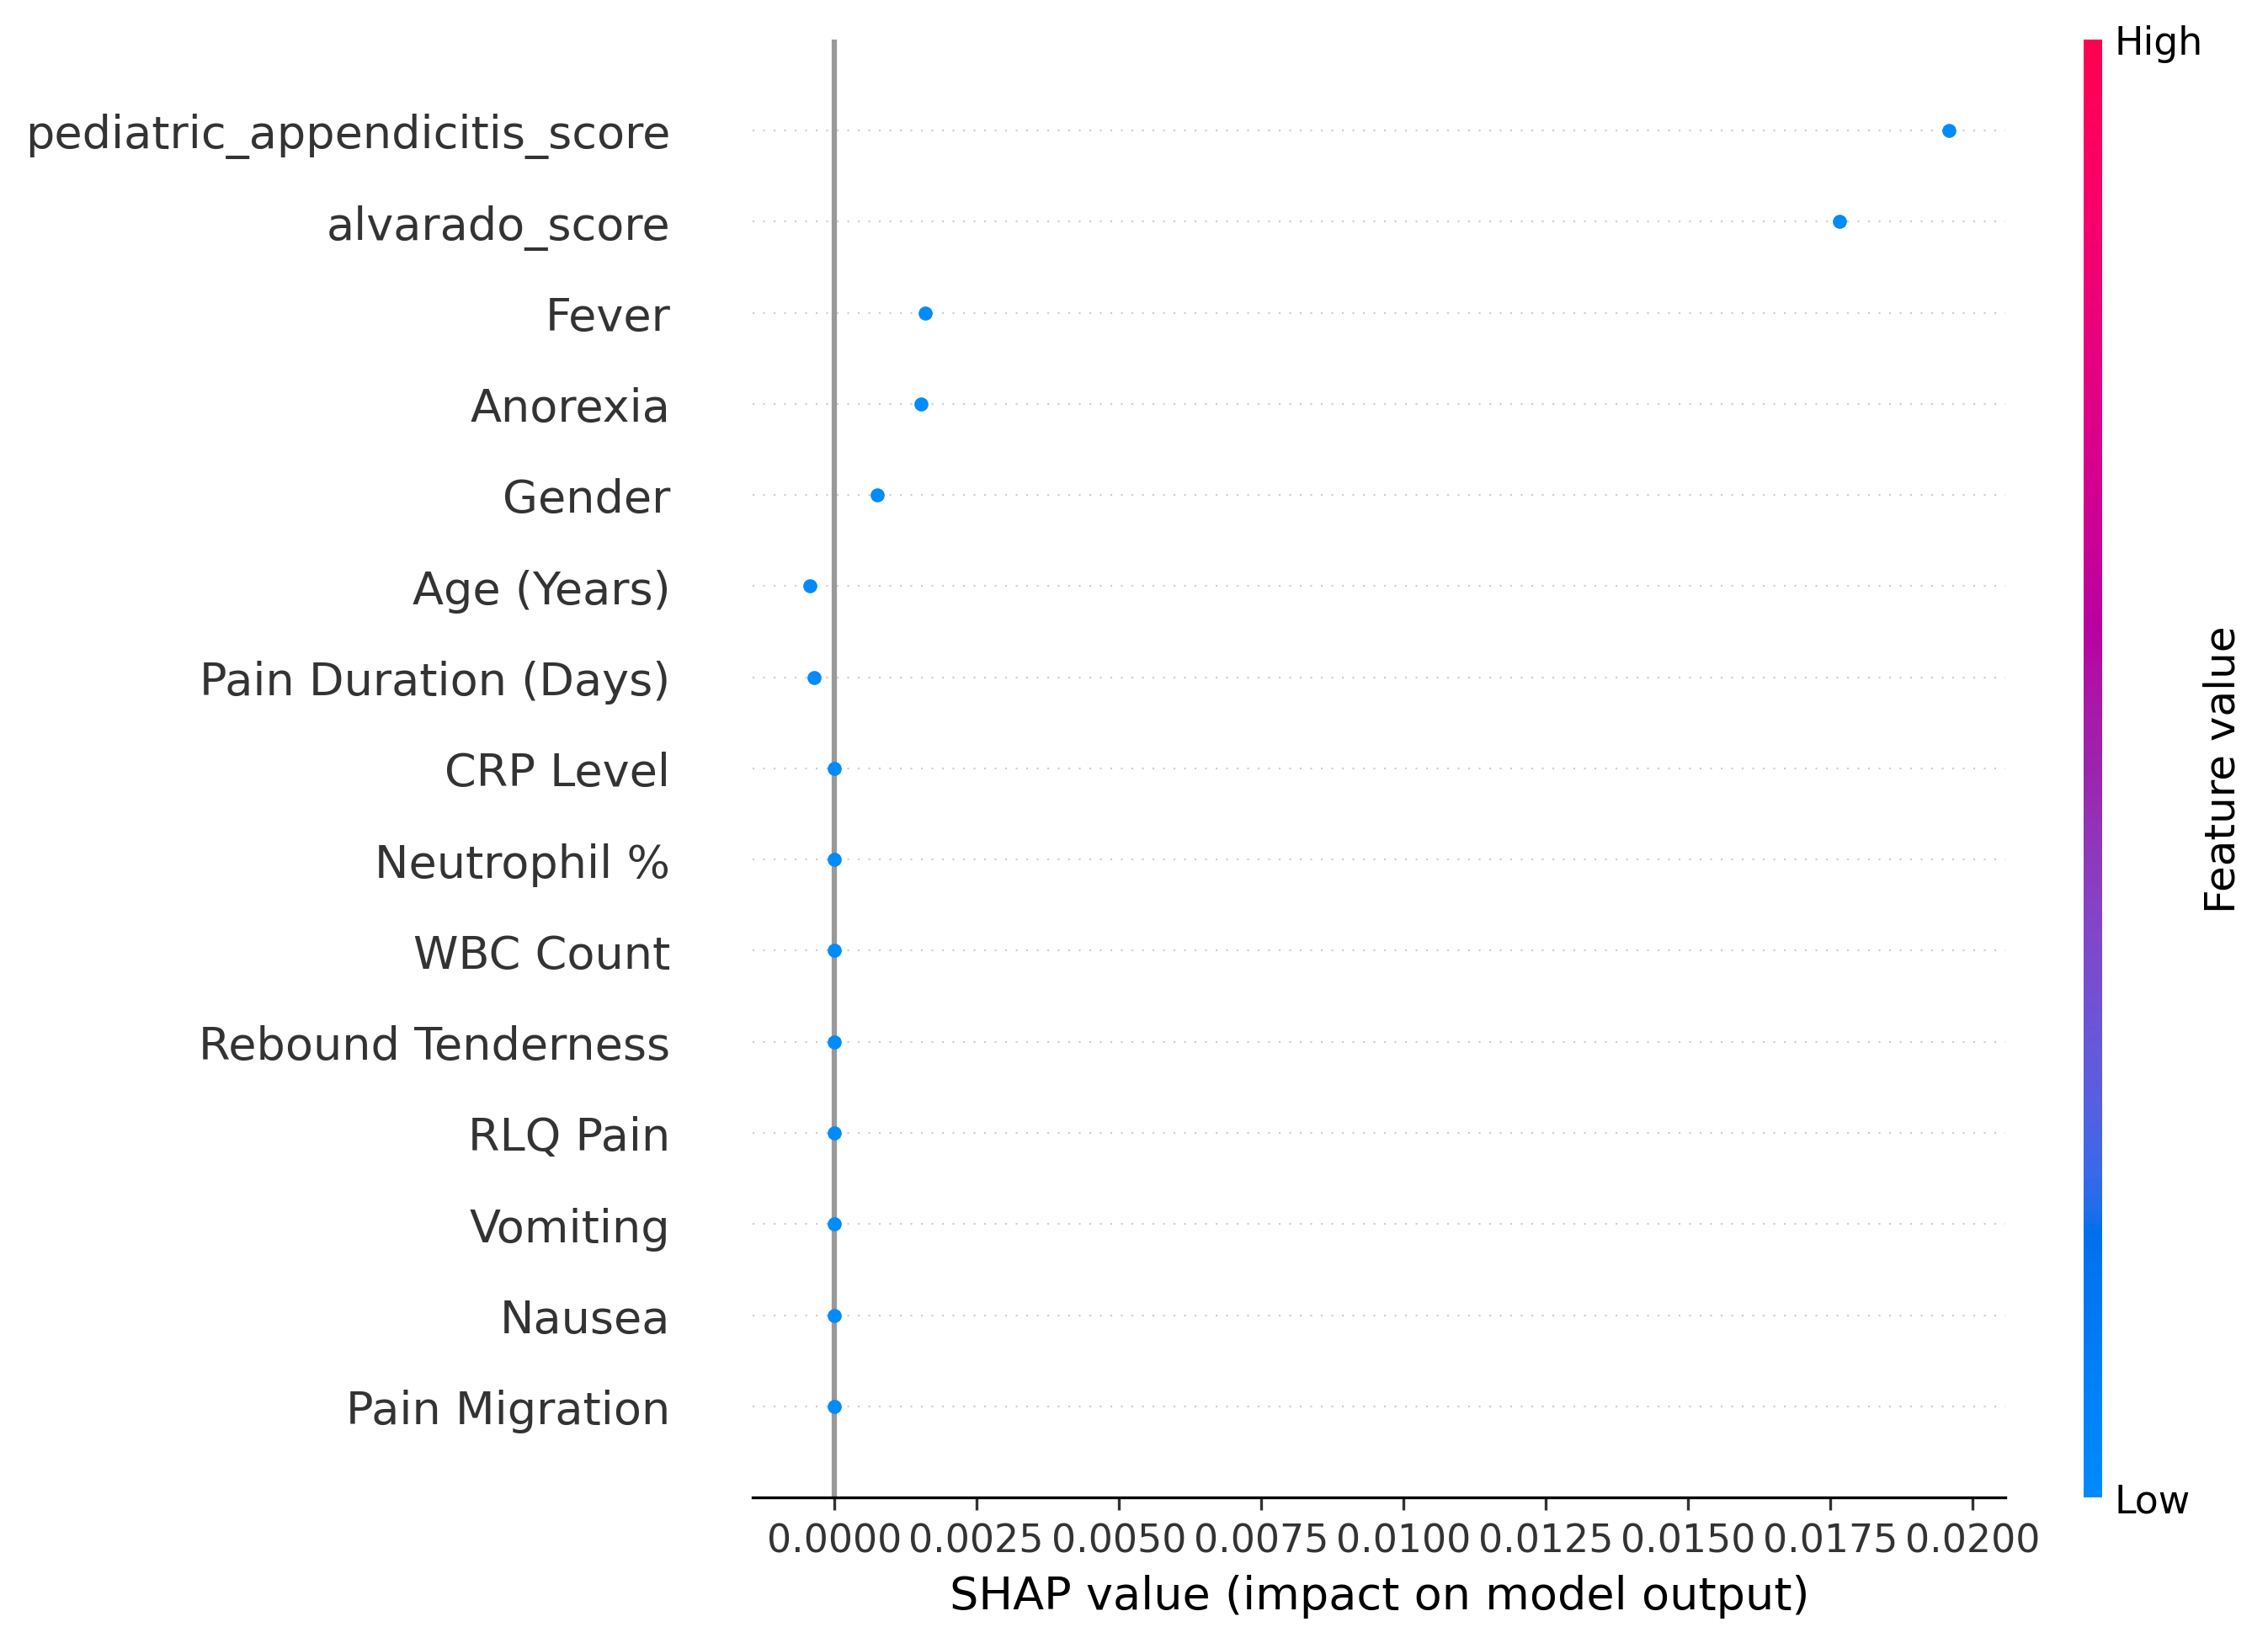 High
pediatric_appendicitis_score
alvarado_score
Fever
Anorexia
Gender
Age (Years)
Pain Duration (Days)
CRP Level
Neutrophil %
WBC Count
Rebound Tenderness
RLQ Pain
Vomiting
Nausea
Pain Migration
Feature value
Low
0.0000 0.0025 0.0050 0.0075 0.0100 0.0125 0.0150 0.0175 0.0200
SHAP value (impact on model output)